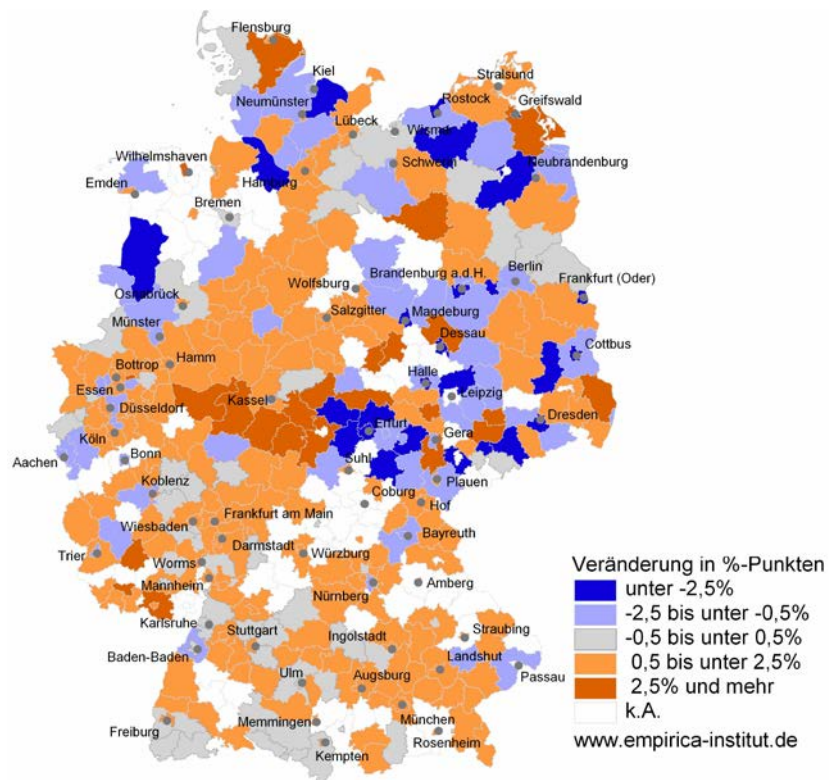 Flensburg
Kiel
Stralsund
Neumünster
Rostock
Greifswald
Lübeck
Wismar
Wilhelmshaven
Schwerin
Neubrandenburg
Emden
Hamburg
Bremen
Wolfsburg
Brandenburg a.d.H.
Berlin
Frankfurt (Oder)
Osnabrück
Salzgitter
Magdeburg
Münster
Dessau
Cottbus
Bottrop
Hamm
Halle
Essen
Kassel
Leipzig
Düsseldorf
Erfurt
Dresden
Köln
Gera
Aachen
Bonn
Suhl
Plauen
Koblenz
Coburg
Hof
Frankfurt am Main
Wiesbaden
Bayreuth
Trier
Darmstadt
Würzburg
Worms
Mannheim
Amberg
Nürnberg
Karlsruhe
Stuttgart
Ingolstadt
Straubing
Baden-Baden
Landshut
Passau
Ulm
Augsburg
München
Freiburg
Memmingen
Rosenheim
Kempten
Veränderung in %-Punkten
unter -2,5%
-2,5 bis unter -0,5%
-0,5 bis unter 0,5%
0,5 bis unter 2,5%
2,5% und mehr
k.A.
www.empirica-institut.de